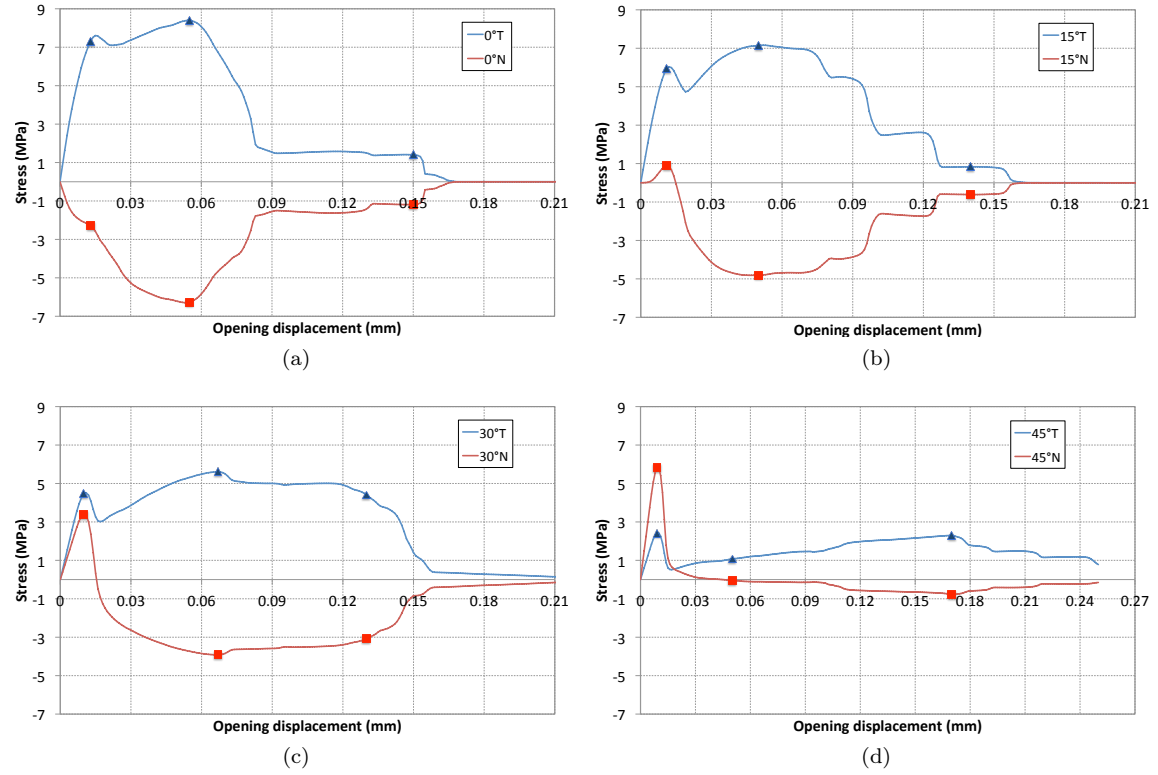 9
7
5
3
1
-1
-3
-5
-7
Stress (MPa)
0 0.03 0.06 0.09 0.12 0.15 0.18 0.21
Opening displacement (mm)
0°T
0°N
(a)
9
7
5
3
1
-1
-3
-5
-7
Stress (MPa)
0 0.03 0.06 0.09 0.12 0.15 0.18 0.21
Opening displacement (mm)
15°T
15°N
(b)
9
7
5
3
1
-1
-3
-5
-7
Stress (MPa)
0 0.03 0.06 0.09 0.12 0.15 0.18 0.21
Opening displacement (mm)
30°T
30°N
(c)
9
7
5
3
1
-1
-3
-5
-7
Stress (MPa)
0 0.03 0.06 0.09 0.12 0.15 0.18 0.21 0.24 0.27
Opening displacement (mm)
45°T
45°N
(d)